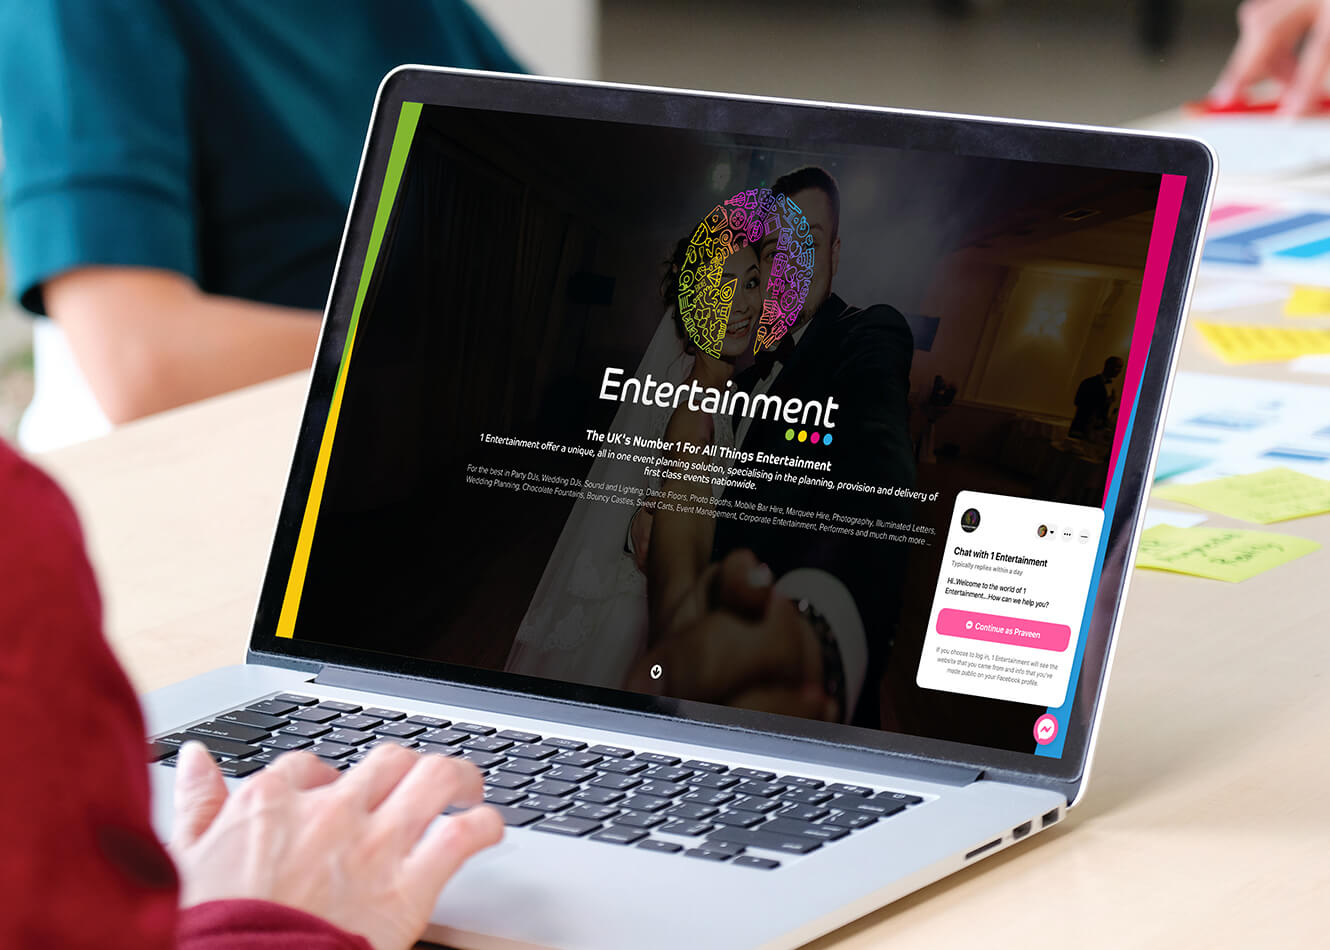 Entertainment
The UK's Number 1 For All Things Entertainment
1 Entertainment offer a unique, all in one event planning solution, specialising in the planning, provision and delivery of
first class events nationwide.
For the best in Party DJs, Wedding DJs, Sound and Lighting, Dance Floors, Photo Booths, Mobile Bar Hire, Marquee Hire, Photography, Illuminated Letters,
Wedding Planning, Chocolate Fountains, Bouncy Castles, Sweet Carts, Event Management, Corporate Entertainment, Performers and much much more ...
Chat with 1 Entertainment
Typically replies within a day
Hi..Welcome to the world of 1
Entertainment...How can we help you?
Continue as Praveen
If you choose to log in, 1 Entertainment will see the
website that you came from and info that you've
made public on your Facebook profile.